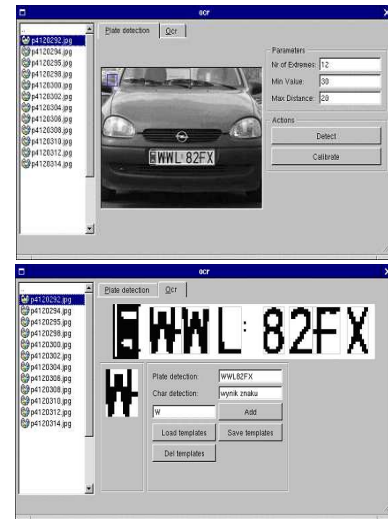 ocr
..
p4120292.jpg
p4120294.jpg
p4120295.jpg
p4120298.jpg
p4120300.jpg
p4120302.jpg
p4120304.jpg
p4120306.jpg
p4120308.jpg
p4120310.jpg
p4120312.jpg
p4120314.jpg
Plate detection
Ocr
WWL 82FX
Parameters
Nr of Extremes: 12
Min Value: 30
Max Distance: 20
Actions
Detect
Calibrate
ocr
..
p4120292.jpg
p4120294.jpg
p4120295.jpg
p4120298.jpg
p4120300.jpg
p4120302.jpg
p4120304.jpg
p4120306.jpg
p4120308.jpg
p4120310.jpg
p4120312.jpg
p4120314.jpg
Plate detection
Ocr
WWL: 82FX
W
Plate detection: WWL82FX
Char detection: wynik znaku
W Add
Load templates Save templates
Del templates